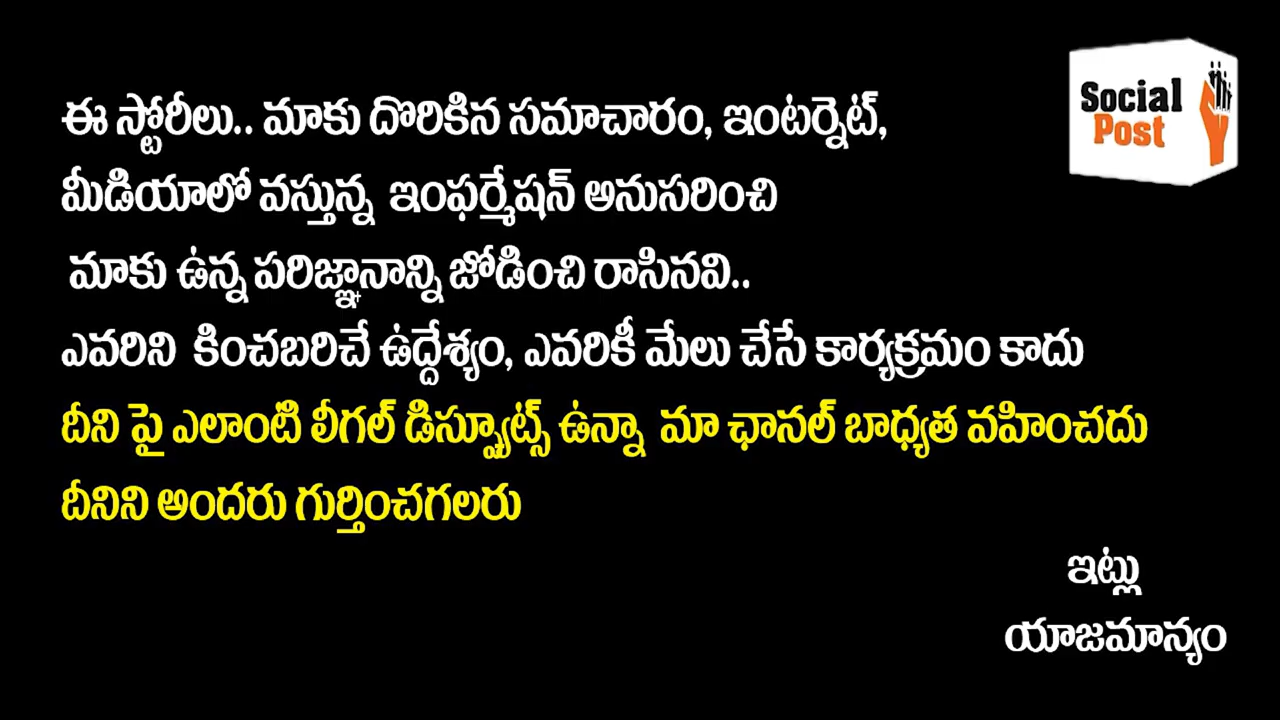 Social
Post
ఈ స్టోరీలు.. మాకు దొరికిన సమాచారం, ఇంటర్నెట్,
మీడియాలో వస్తున్న ఇంఫర్మేషన్ అనుసరించి
మాకు ఉన్న పరిజ్ఞానాన్ని జోడించి రాసినవి..
ఎవరిని కించబరిచే ఉద్దేశ్యం, ఎవరికీ మేలు చేసే కార్యక్రమం కాదు
దీని పై ఎలాంటి లీగల్ డిస్ప్యూట్స్ ఉన్నా మా ఛానల్ బాధ్యత వహించదు
దీనిని అందరు గుర్తించగలరు
ఇట్లు
యాజమాన్యం